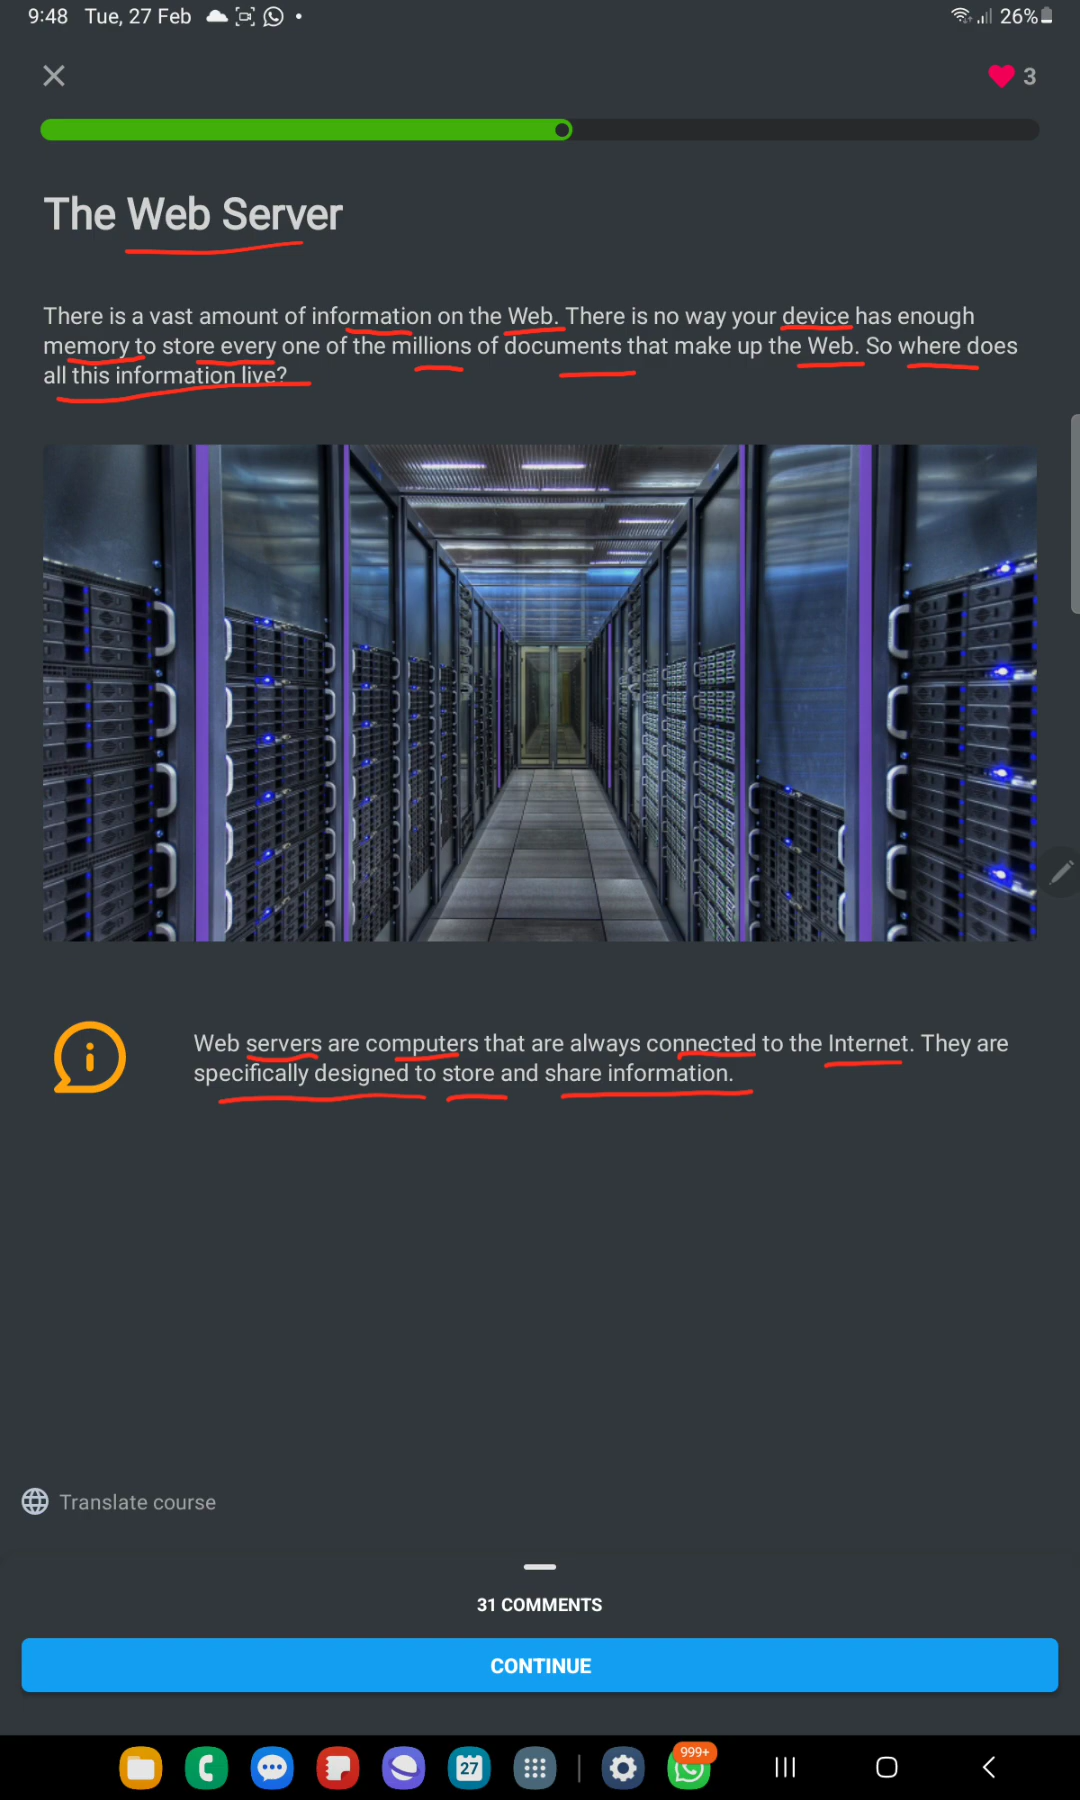 9:48 Tue, 27 Feb
26%
3
The Web Server
There is a vast amount of information on the Web. There is no way your device has enough
memory to store every one of the millions of documents that make up the Web. So where does
all this information live?
Web servers are computers that are always connected to the Internet. They are
specifically designed to store and share information.
Translate course
31 COMMENTS
CONTINUE
27
999+